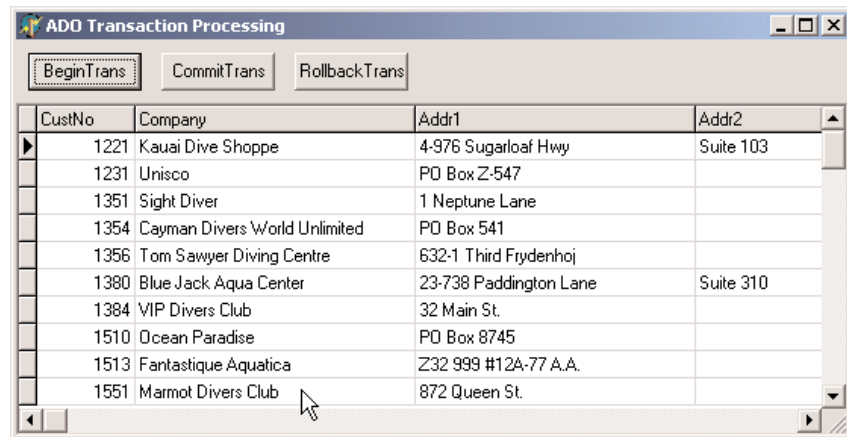 ADO Transaction Processing
BeginTrans CommitTrans RollbackTrans
CustNo Company Addr1 Addr2
1221 Kauai Dive Shoppe 4-976 Sugarloaf Hwy Suite 103
1231 Unisco PO Box Z-547
1351 Sight Diver 1 Neptune Lane
1354 Cayman Divers World Unlimited PO Box 541
1356 Tom Sawyer Diving Centre 632-1 Third Frydenhoj
1380 Blue Jack Aqua Center 23-738 Paddington Lane Suite 310
1384 VIP Divers Club 32 Main St.
1510 Ocean Paradise PO Box 8745
1513 Fantastique Aquatica Z32 999 #12A-77 A.A.
1551 Marmot Divers Club 872 Queen St.